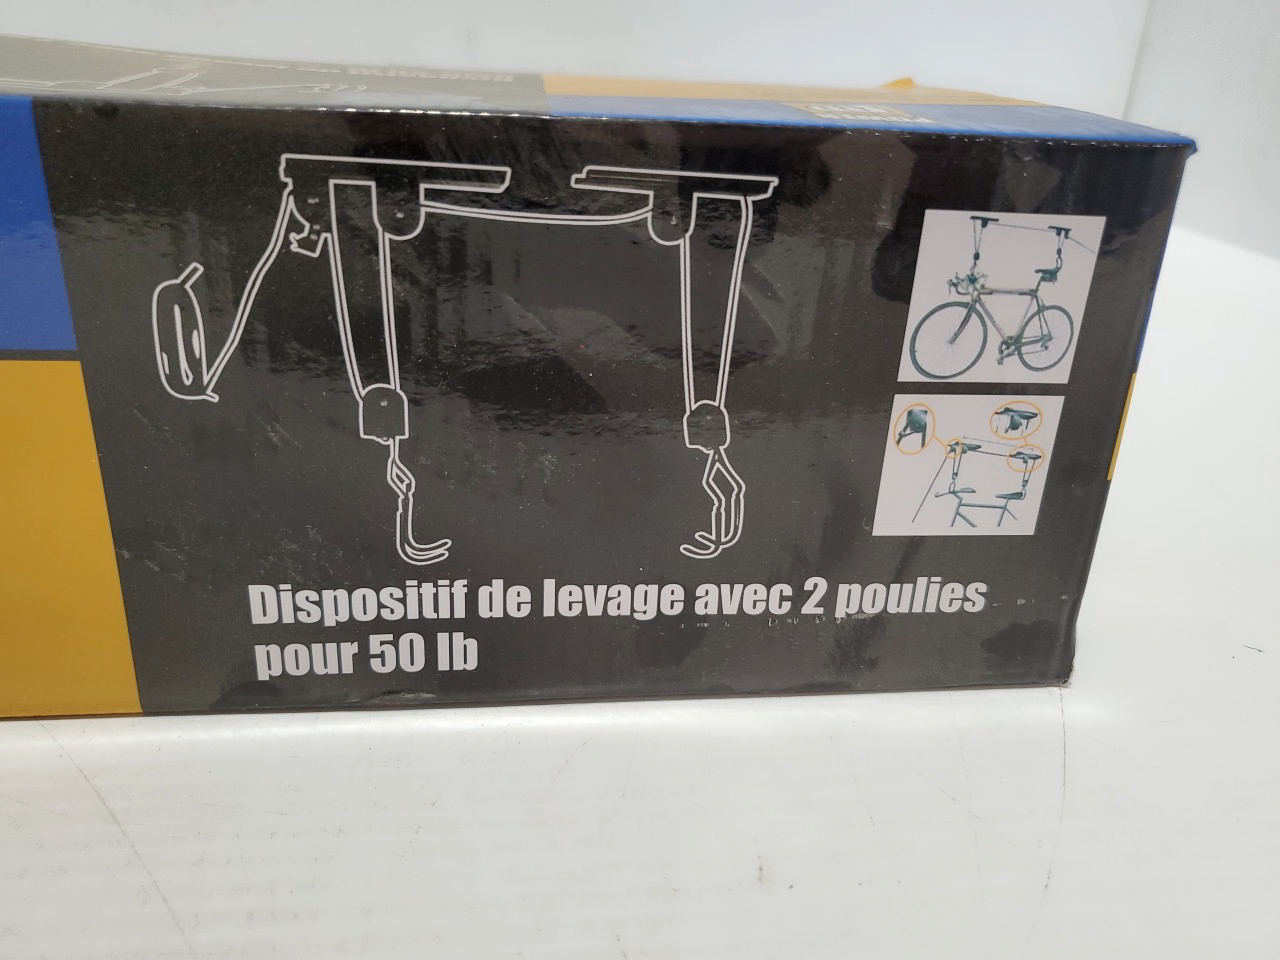 Dispositif de levage avec 2 poulies
pour 50 lb